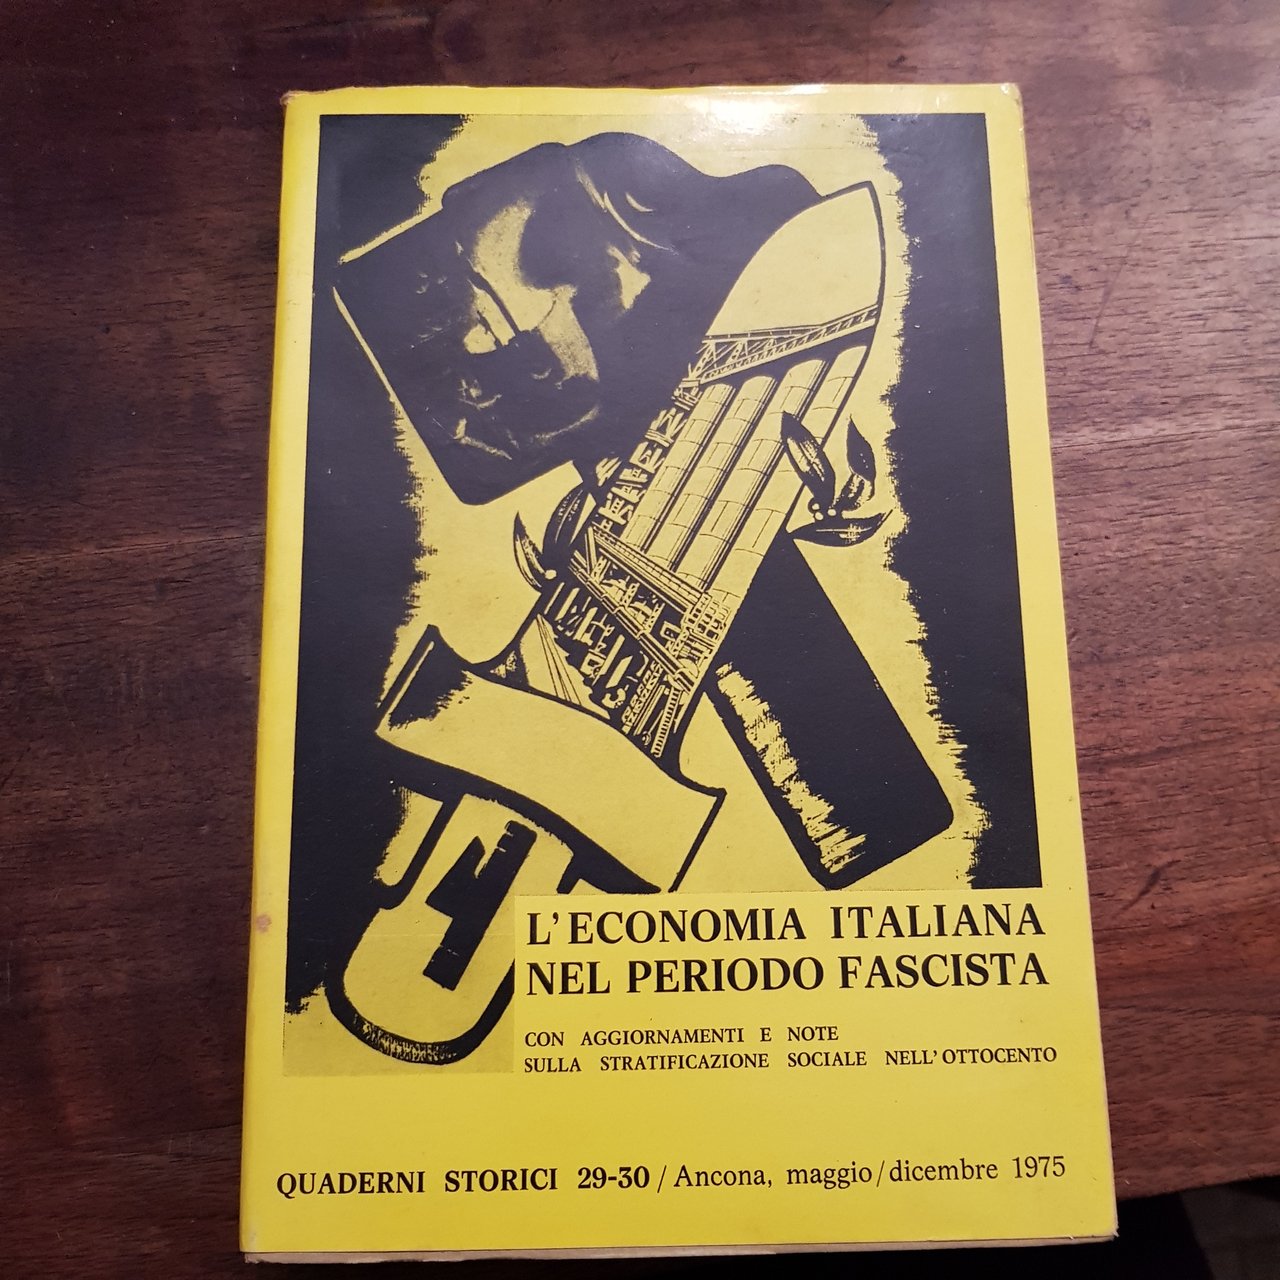 L'ECONOMIA ITALIANA
NEL PERIODO FASCISTA
CON AGGIORNAMENTI E NOTE
SULLA STRATIFICAZIONE SOCIALE NELL'OTTOCENTO
QUADERNI STORICI 29-30 / Ancona, maggio/dicembre 1975